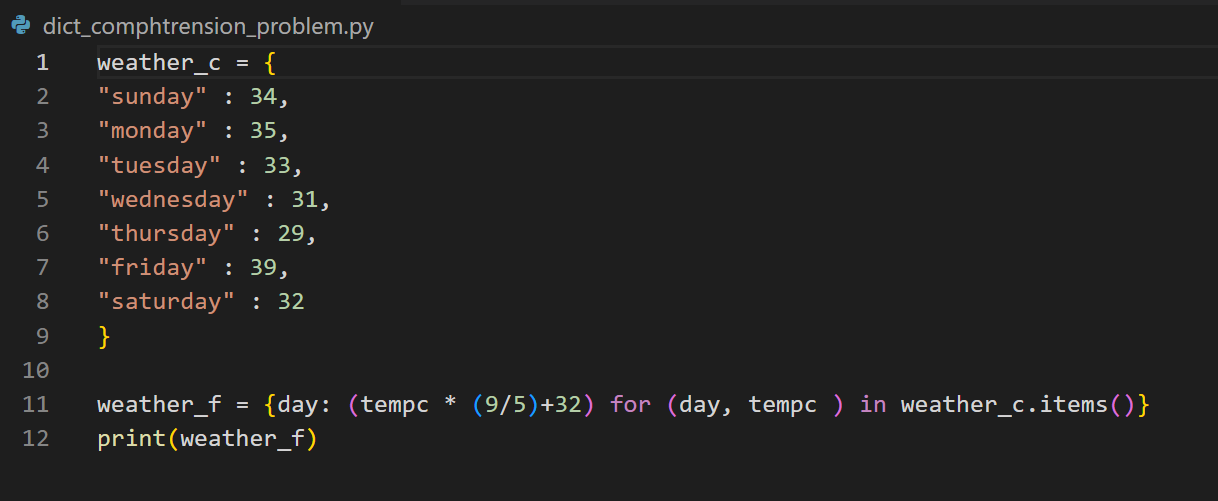 dict_comphtrension_problem.py
1 weather_c = {
2 "sunday" : 34,
3 "monday" : 35,
4 "tuesday" : 33,
5 "wednesday" : 31,
6 "thursday" : 29,
7 "friday" : 39,
8 "saturday" : 32
9 }
10
11 weather_f = {day: (tempc * (9/5)+32) for (day, tempc ) in weather_c.items()}
12 print(weather_f)